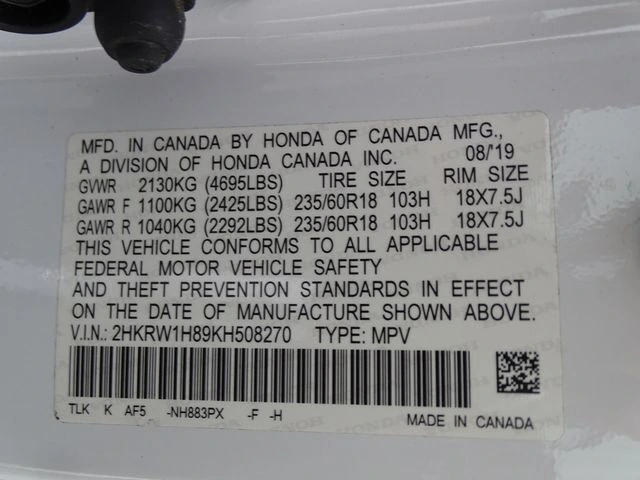 MFD. IN CANADA BY HONDA OF CANADA MFG.,
A DIVISION OF HONDA CANADA INC. 08/'19
GVWR 2130KG (4695LBS) TIRE SIZE RIM SIZE
GAWR F 1100KG (2425LBS) 235/60R18 103H 18X7.5J
GAWR R 1040KG (2292LBS) 235/60R18 103H 18X7.5J
THIS VEHICLE CONFORMS TO ALL APPLICABLE
FEDERAL MOTOR VEHICLE SAFETY
AND THEFT PREVENTION STANDARDS IN EFFECT
ON THE DATE OF MANUFACTURE SHOWN ABOVE.
V.I.N.: 2HKRW1H89KH508270 TYPE: MPV
TLK K AF5 -NH883PX -F -H
MADE IN CANADA